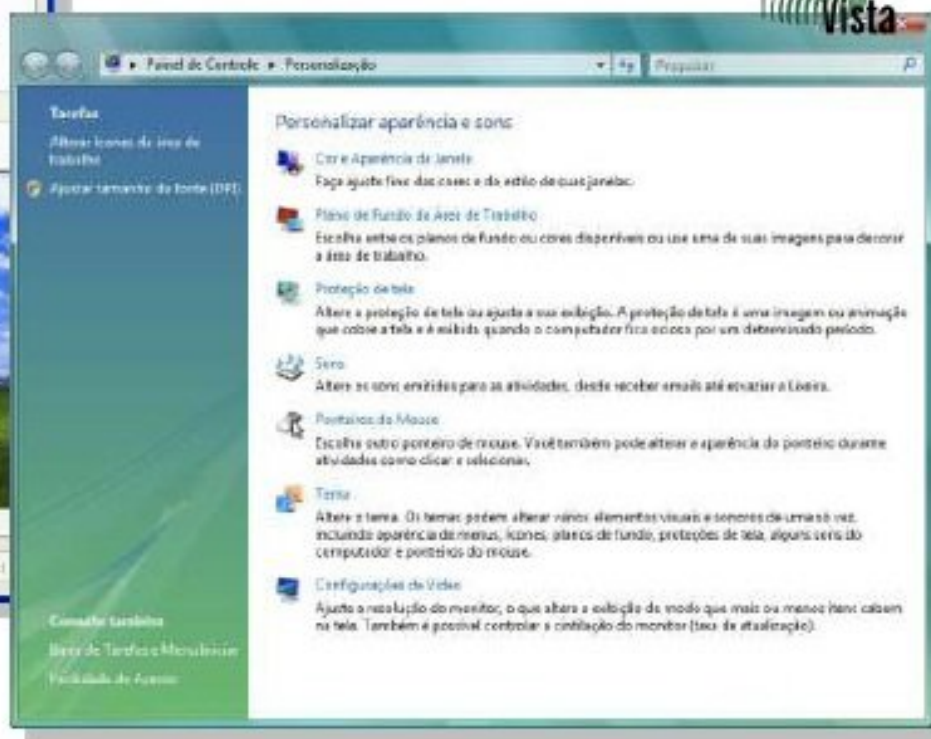 Vista
Painel de Controle ▸ Personalização
Pesquisar
Tarefas
Alterar ícones da área de
trabalho
Ajustar tamanho da fonte (DPI)
Personalizar aparência e sons
Cor e Aparência da Janela
Faça ajuste fino das cores e do estilo de suas janelas.
Plano de Fundo da Área de Trabalho
Escolha entre os planos de fundo ou cores disponíveis ou use uma de suas imagens para decorar
a área de trabalho.
Proteção de tela
Altere a proteção de tela ou ajuste a sua exibição. A proteção de tela é uma imagem ou animação
que cobre a tela e é exibida quando o computador fica ocioso por um determinado período.
Sons
Altere os sons emitidos para as atividades, desde receber emails até esvaziar a Lixeira.
Ponteiros do Mouse
Escolha outro ponteiro de mouse. Você também pode alterar a aparência do ponteiro durante
atividades como clicar e selecionar.
Tema
Altere o tema. Os temas podem alterar vários elementos visuais e sonoros de uma só vez,
incluindo aparência de menus, ícones, planos de fundo, proteções de tela, alguns sons do
computador e ponteiros do mouse.
Configurações de Vídeo
Ajuste a resolução do monitor, o que altera a exibição de modo que mais ou menos itens cabem
na tela. Também é possível controlar a cintilação do monitor (taxa de atualização).
Consulte também
Barra de Tarefas e Menu Iniciar
Facilidade de Acesso